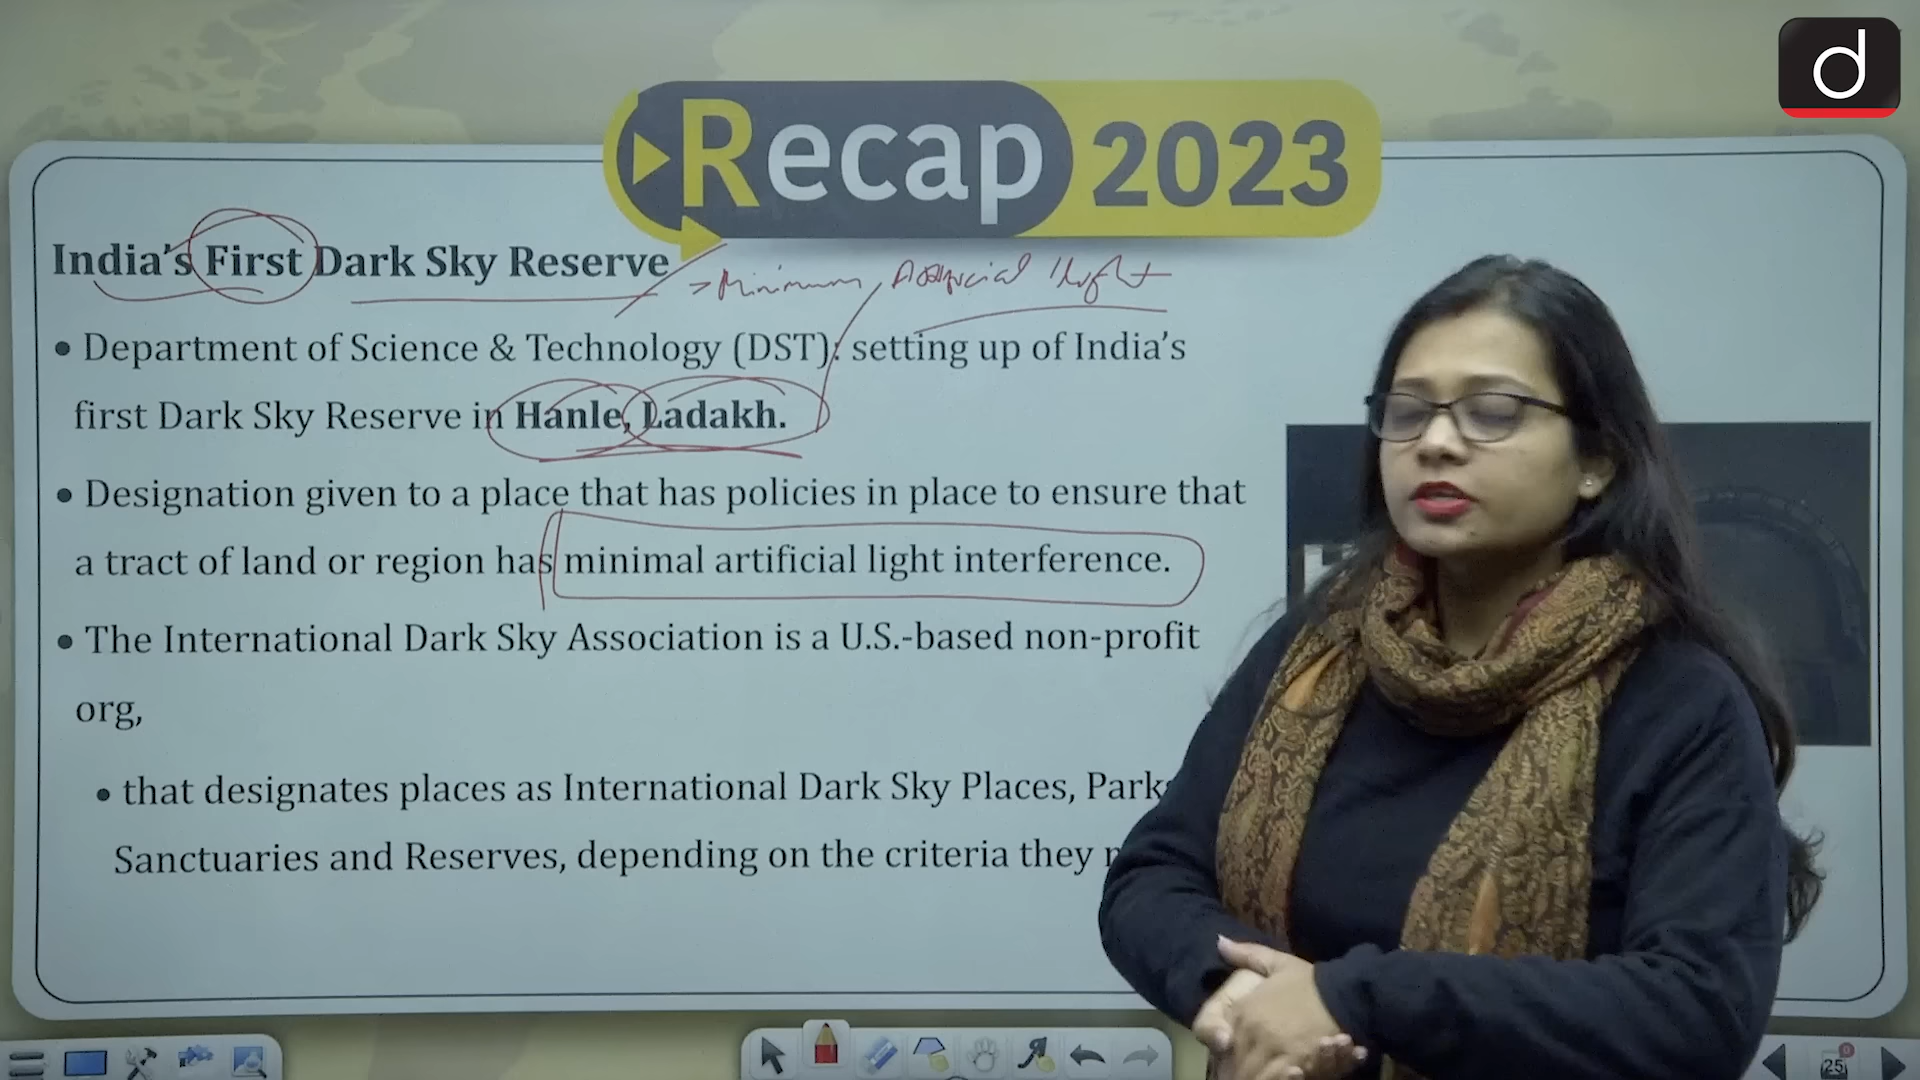 d
Recap 2023
India's First Dark Sky Reserve
> Minimum Artificial light
• Department of Science & Technology (DST): setting up of India's
first Dark Sky Reserve in Hanle, Ladakh.
• Designation given to a place that has policies in place to ensure that
a tract of land or region has minimal artificial light interference.
• The International Dark Sky Association is a U.S.-based non-profit
org,
• that designates places as International Dark Sky Places, Parks
Sanctuaries and Reserves, depending on the criteria they
25